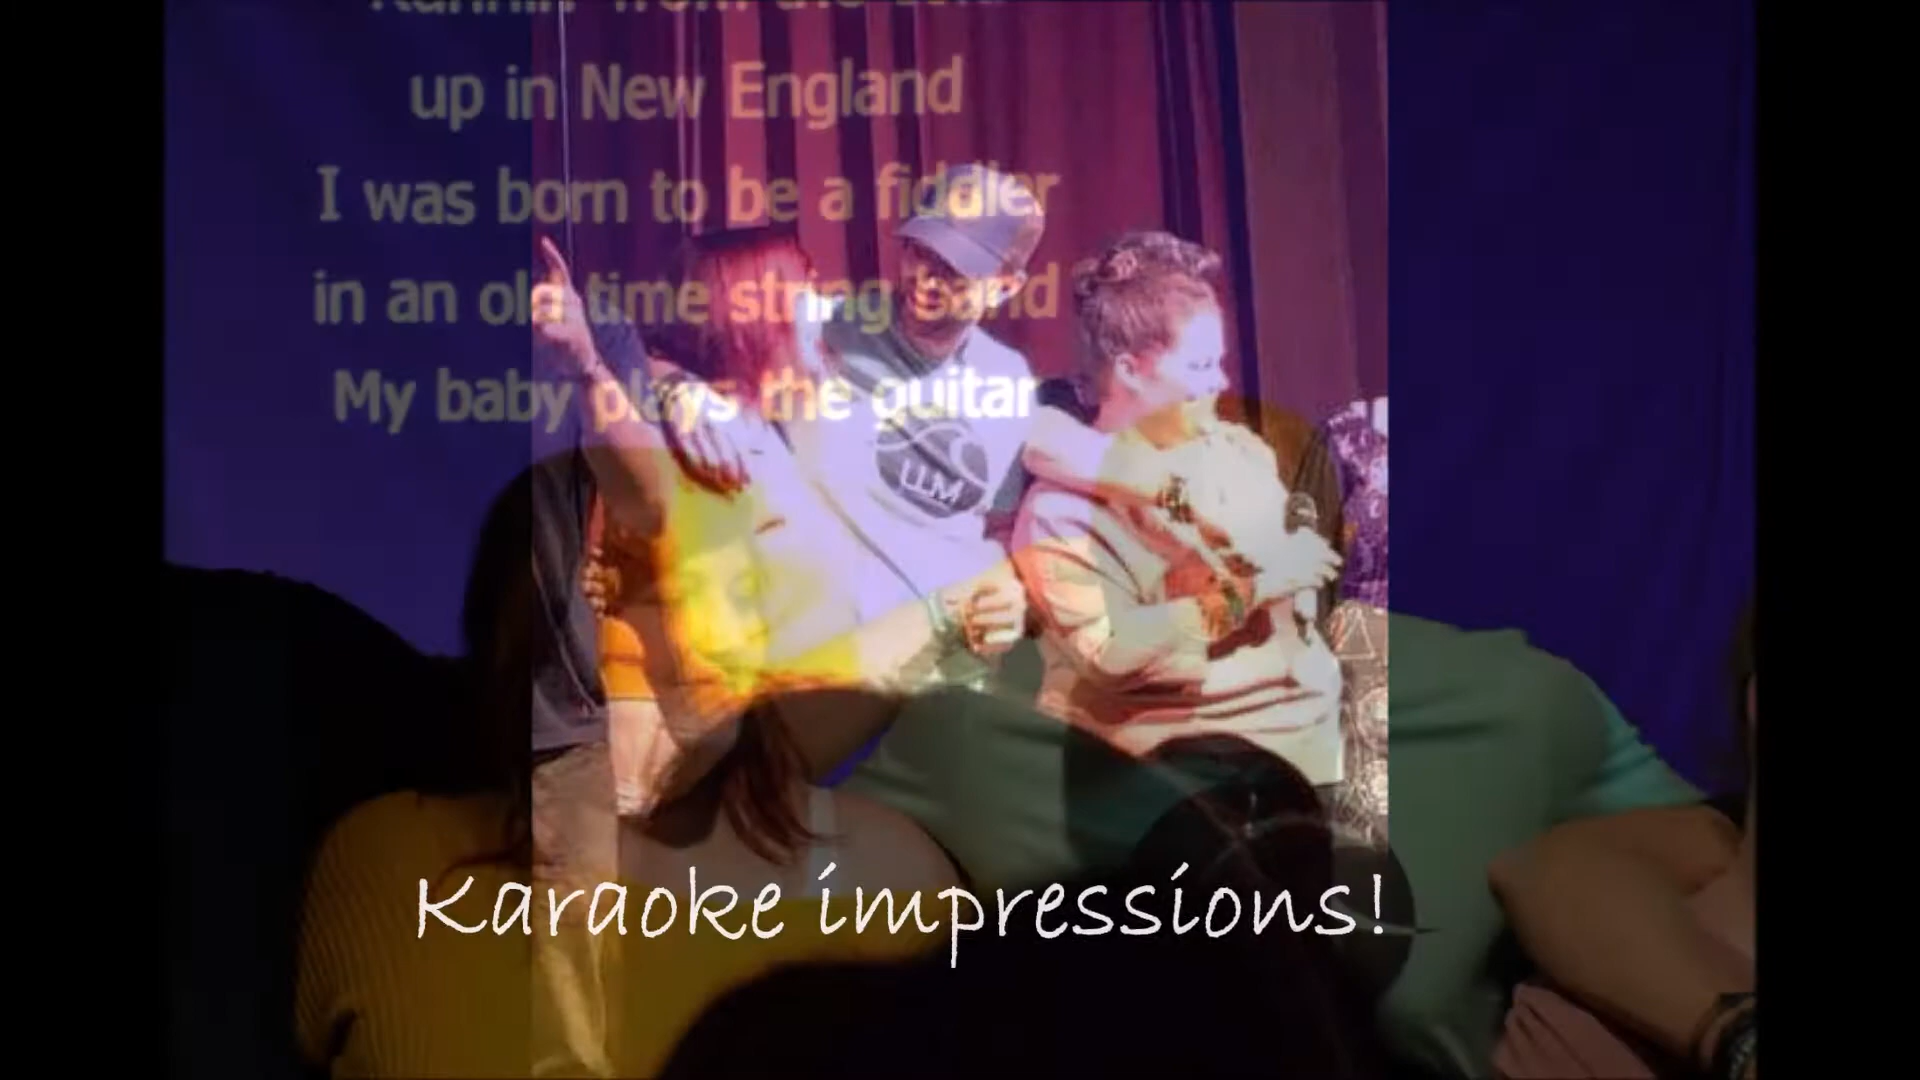 up in New England
I was born to be a fiddler
in an old time string band
My baby plays the guitar
LLM
Karaoke impressions!